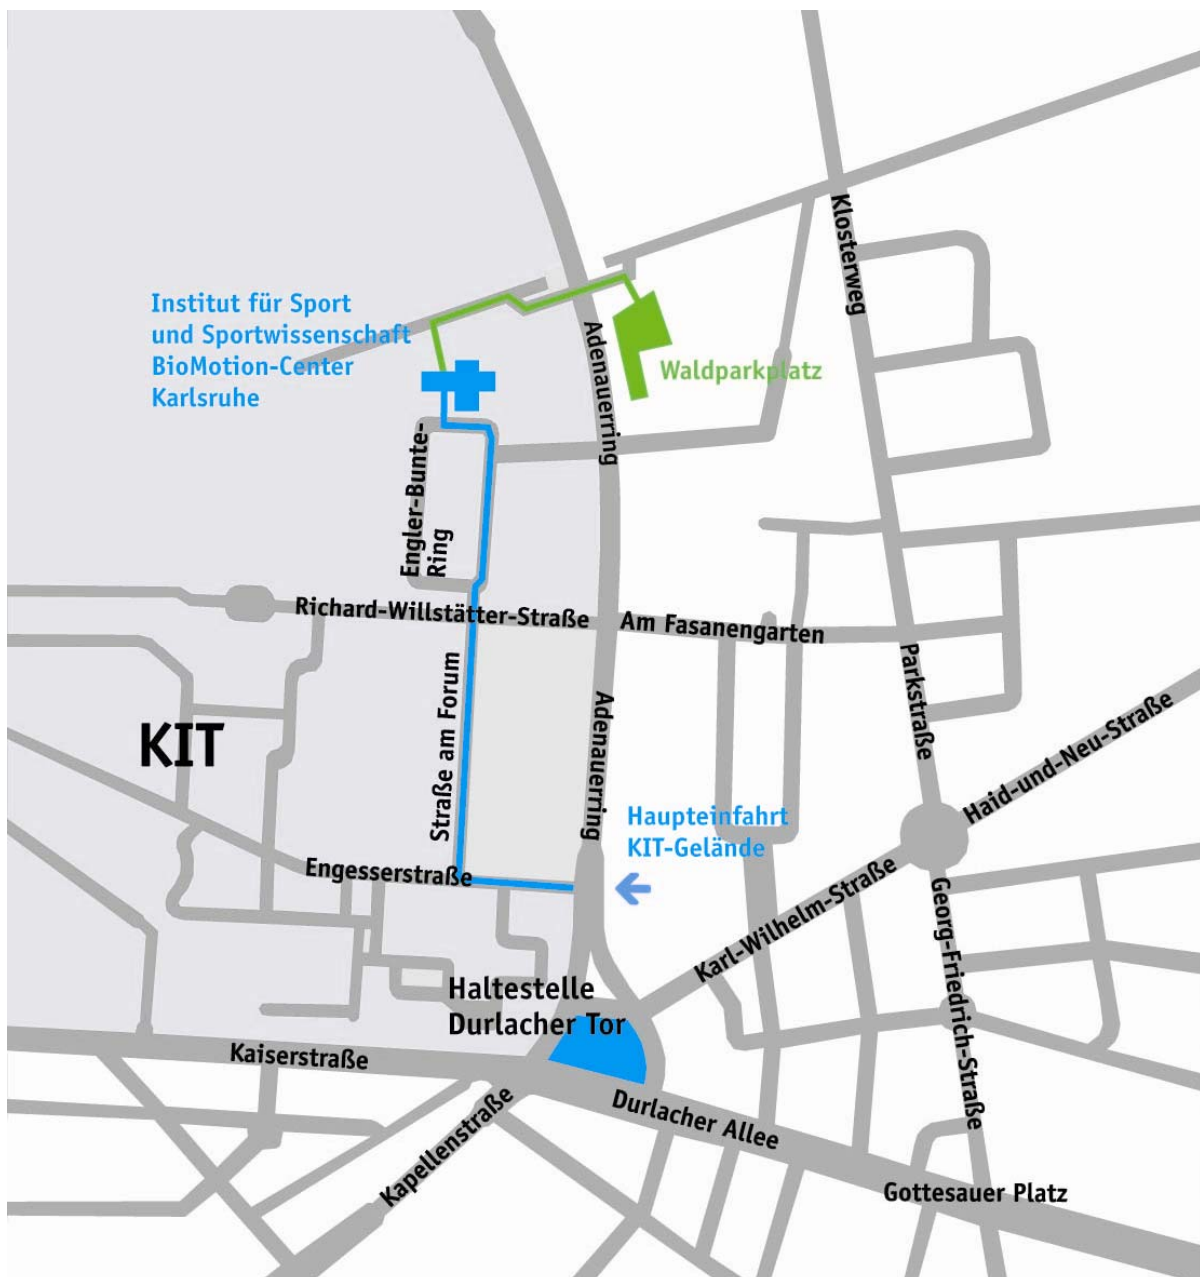 Klosterweg
Institut für Sport
und Sportwissenschaft
BioMotion-Center
Karlsruhe
Adenauerring
Waldparkplatz
Engler-Bunte-
Ring
Richard-Willstätter-Straße
Am Fasanengarten
Parkstraße
Straße am Forum
Adenauerring
KIT
Haid-und-Neu-Straße
Haupteinfahrt
KIT-Gelände
Engesserstraße
Karl-Wilhelm-Straße
Georg-Friedrich-Straße
Haltestelle
Durlacher Tor
Kaiserstraße
Kapellenstraße
Durlacher Allee
Gottesauer Platz